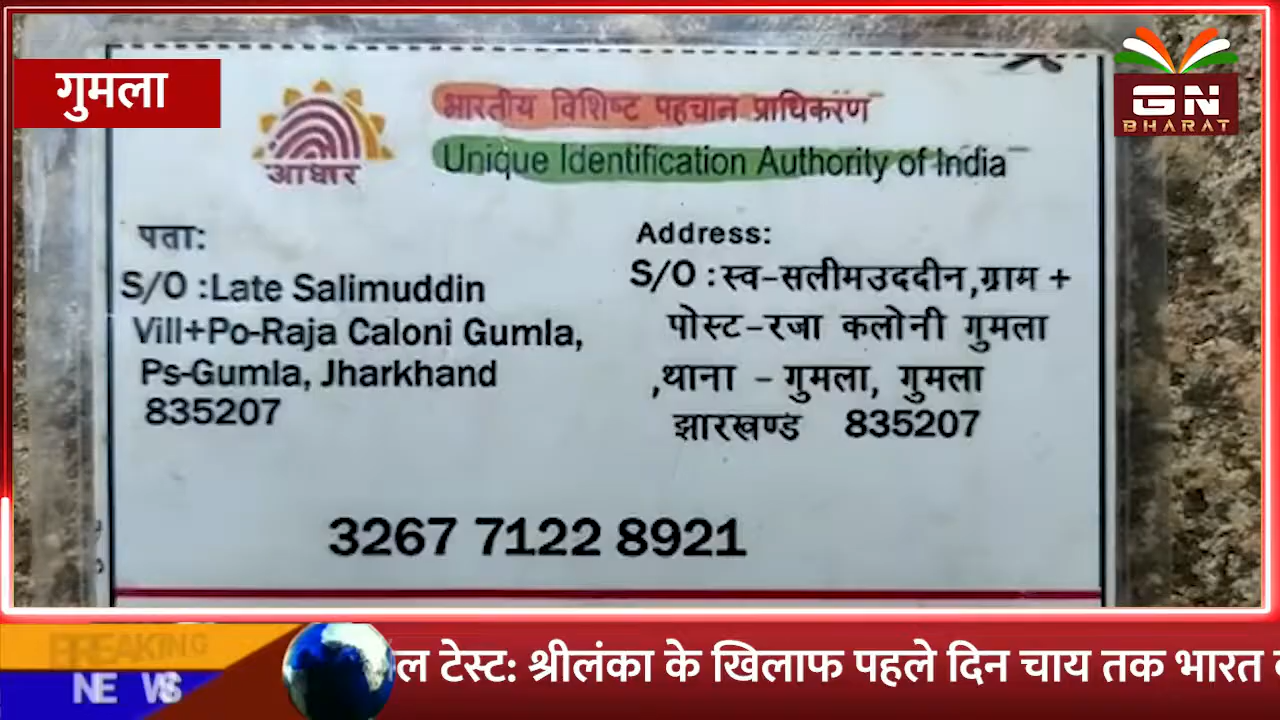 गुमला
GN
BHARAT
आधार
भारतीय विशिष्ट पहचान प्राधिकरण
Unique Identification Authority of India
पता:
S/O :Late Salimuddin
Vill+Po-Raja Caloni Gumla,
Ps-Gumla, Jharkhand
835207
Address:
S/O :स्व-सलीमउददीन,ग्राम +
पोस्ट-रजा कलोनी गुमला
,थाना - गुमला, गुमला
झारखण्ड 835207
3267 7122 8921
BREAKING
NEWS
टेस्ट: श्रीलंका के खिलाफ पहले दिन चाय तक भारत